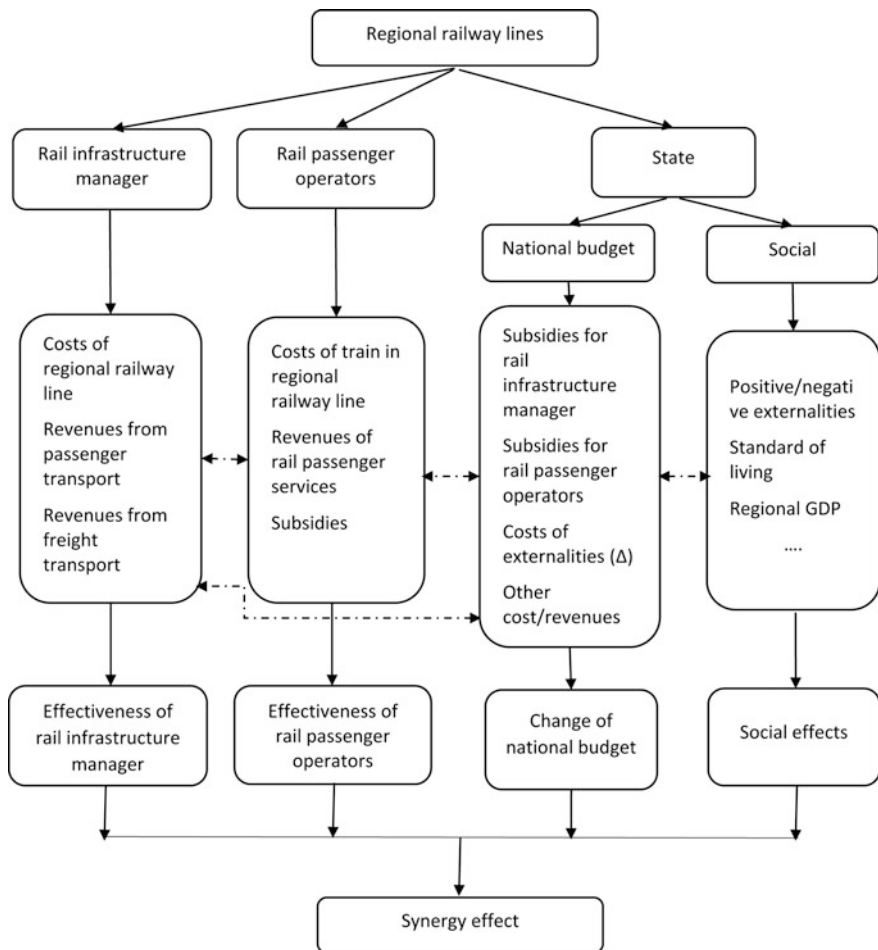 Regional railway lines
Rail infrastructure
manager
Rail passenger
operators
State
National budget
Social
Costs of
regional railway
line
Revenues from
passenger
transport
Revenues from
freight
transport
Costs of train in
regional
railway line
Revenues of
rail passenger
services
Subsidies
Subsidies for
rail
infrastructure
manager
Subsidies for
rail passenger
operators
Costs of
externalities (Δ)
Other
cost/revenues
Positive/negati
ve externalities
Standard of
living
Regional GDP
....
Effectiveness of
rail infrastructure
manager
Effectiveness of
rail passenger
operators
Change of
national budget
Social effects
Synergy effect